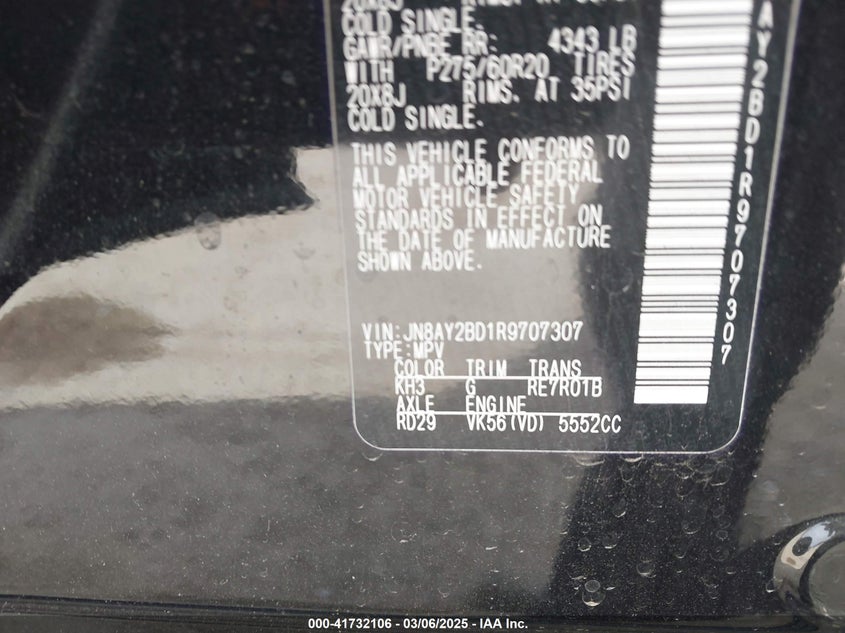 COLD SINGLE.
GAWR/PNBE RR: 4343 LB
WITH P275/60R20 TIRES
20X8J RIMS. AT 35PSI
COLD SINGLE.
THIS VEHICLE CONFORMS TO
ALL APPLICABLE FEDERAL
MOTOR VEHICLE SAFETY
STANDARDS IN EFFECT ON
THE DATE OF MANUFACTURE
SHOWN ABOVE.
VIN:JN8AY2BD1R9707307
TYPE:MPV
COLOR TRIM TRANS
KH3 G RE7R01B
AXLE ENGINE
RD29 VK56(VD) 5552CC
AY2BD1R9707307
000-41732106 - 03/06/2025 - IAA Inc.